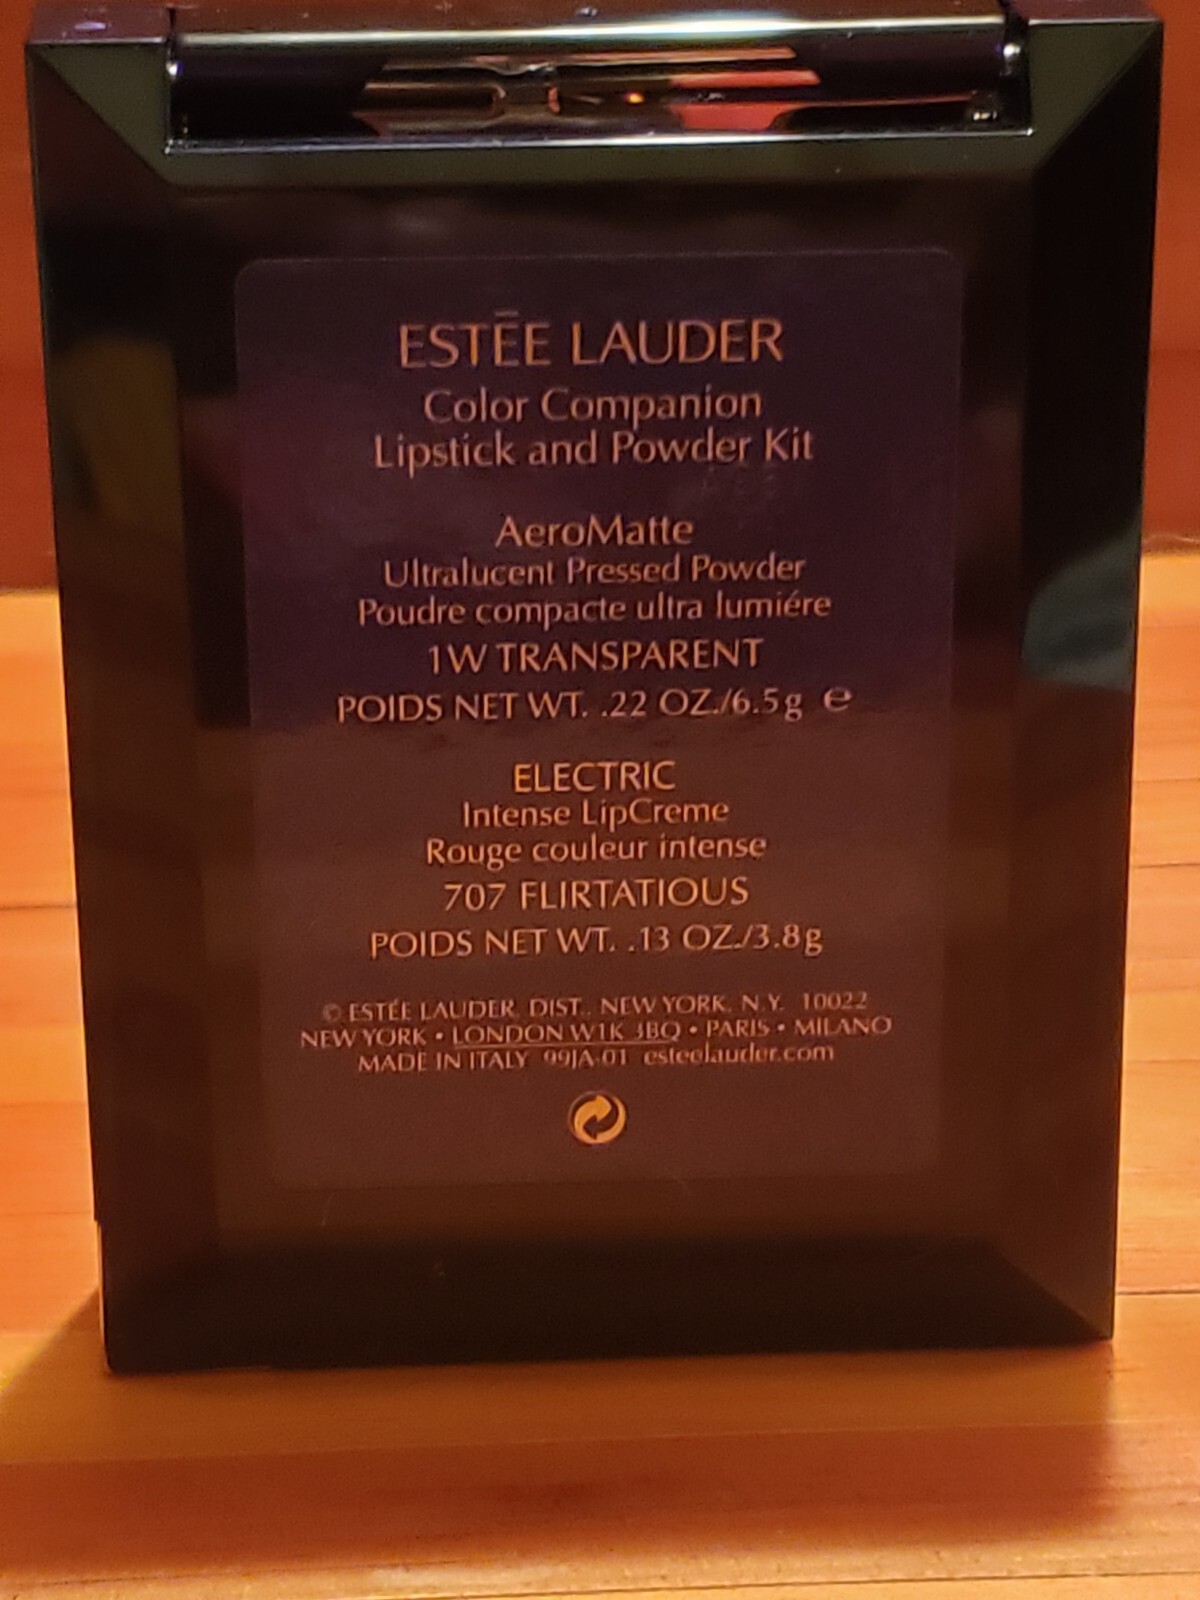 ESTĒE LAUDER
Color Companion
Lipstick and Powder Kit
AeroMatte
Ultralucent Pressed Powder
Poudre compacte ultra lumiére
1W TRANSPARENT
POIDS NET WT. .22 OZ./6.5g ℮
ELECTRIC
Intense LipCreme
Rouge couleur intense
707 FLIRTATIOUS
POIDS NET WT. .13 OZ./3.8g
© ESTÉE LAUDER DIST., NEW YORK, N.Y. 10022
NEW YORK • LONDON W1K 3BQ • PARIS • MILANO
MADE IN ITALY 99JA-01 esteelauder.com